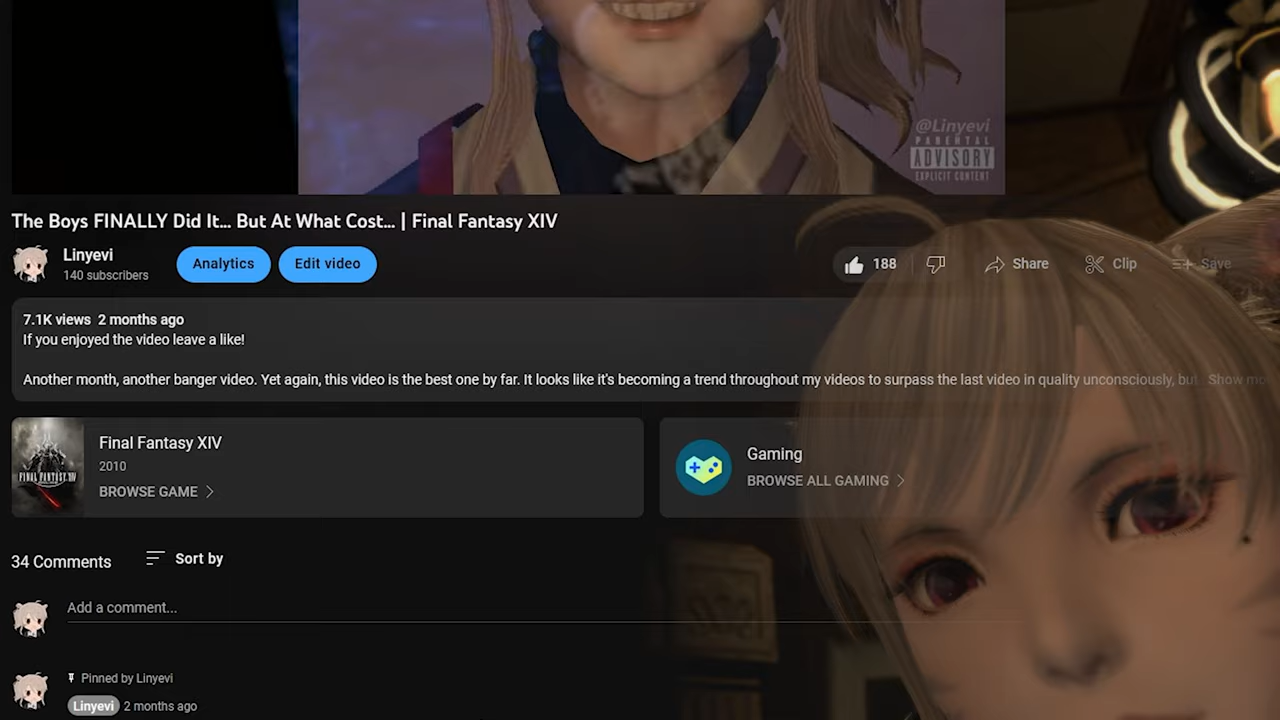 @Linyevi
PARENTAL
ADVISORY
EXPLICIT CONTENT
The Boys FINALLY Did It... But At What Cost... | Final Fantasy XIV
Linyevi
140 subscribers
Analytics
Edit video
188
Share
Clip
Save
7.1K views 2 months ago
If you enjoyed the video leave a like!
Another month, another banger video. Yet again, this video is the best one by far. It looks like it's becoming a trend throughout my videos to surpass the last video in quality unconsciously, but Show mo
FINAL FANTASY XIV
Final Fantasy XIV
2010
BROWSE GAME
Gaming
BROWSE ALL GAMING
34 Comments
Sort by
Add a comment...
Pinned by Linyevi
Linyevi 2 months ago